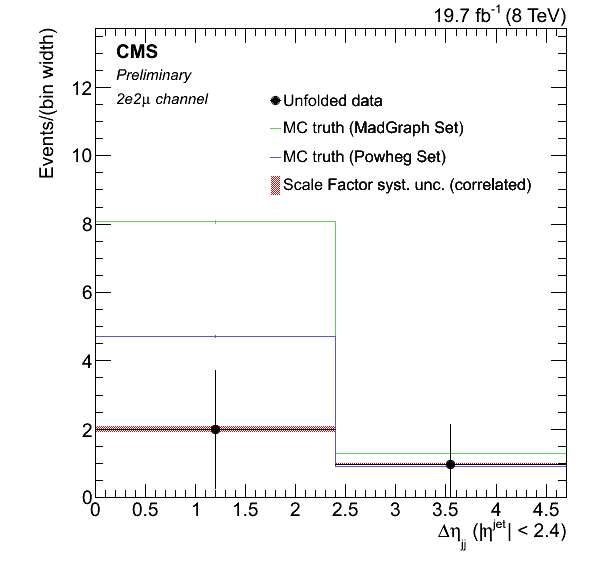 19.7 fb⁻¹ (8 TeV)
Events/(bin width)
CMS
Preliminary
2e2μ channel
Unfolded data
MC truth (MadGraph Set)
MC truth (Powheg Set)
Scale Factor syst. unc. (correlated)
12
10
8
6
4
2
0
0 0.5 1 1.5 2 2.5 3 3.5 4 4.5
Δη_jj (|η^jet| < 2.4)